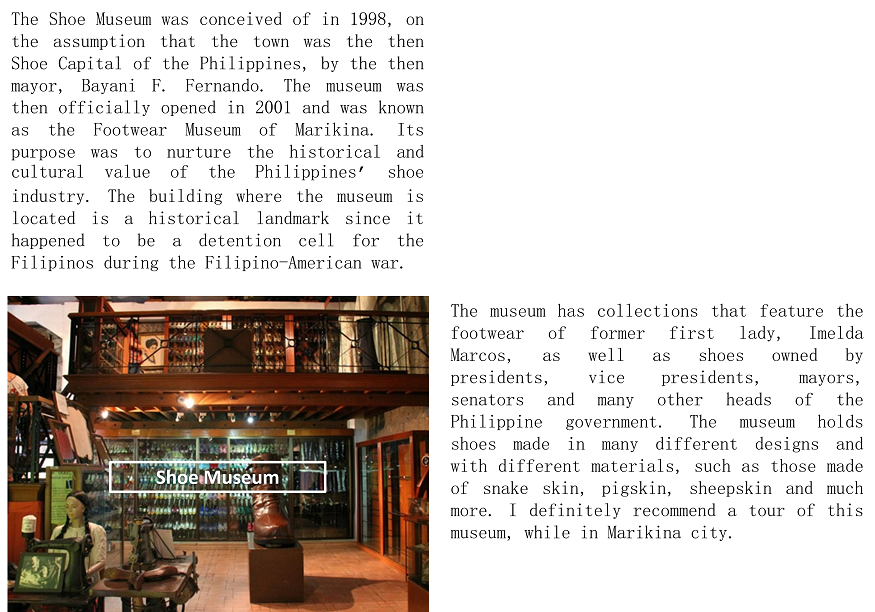 The Shoe Museum was conceived of in 1998, on
the assumption that the town was the then
Shoe Capital of the Philippines, by the then
mayor, Bayani F. Fernando. The museum was
then officially opened in 2001 and was known
as the Footwear Museum of Marikina. Its
purpose was to nurture the historical and
cultural value of the Philippines' shoe
industry. The building where the museum is
located is a historical landmark since it
happened to be a detention cell for the
Filipinos during the Filipino-American war.
Shoe Museum
The museum has collections that feature the
footwear of former first lady, Imelda
Marcos, as well as shoes owned by
presidents, vice presidents, mayors,
senators and many other heads of the
Philippine government. The museum holds
shoes made in many different designs and
with different materials, such as those made
of snake skin, pigskin, sheepskin and much
more. I definitely recommend a tour of this
museum, while in Marikina city.